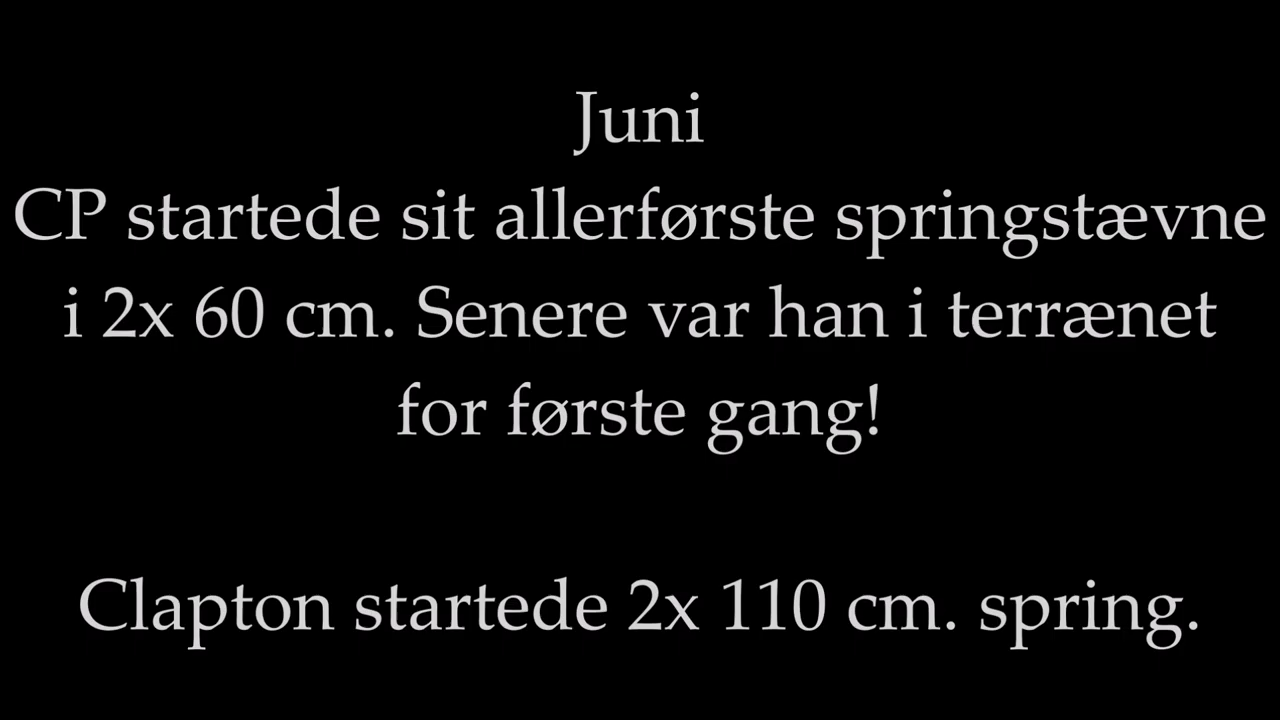 Juni
CP startede sit allerførste springstævne
i 2x 60 cm. Senere var han i terrænet
for første gang!
Clapton startede 2x 110 cm. spring.